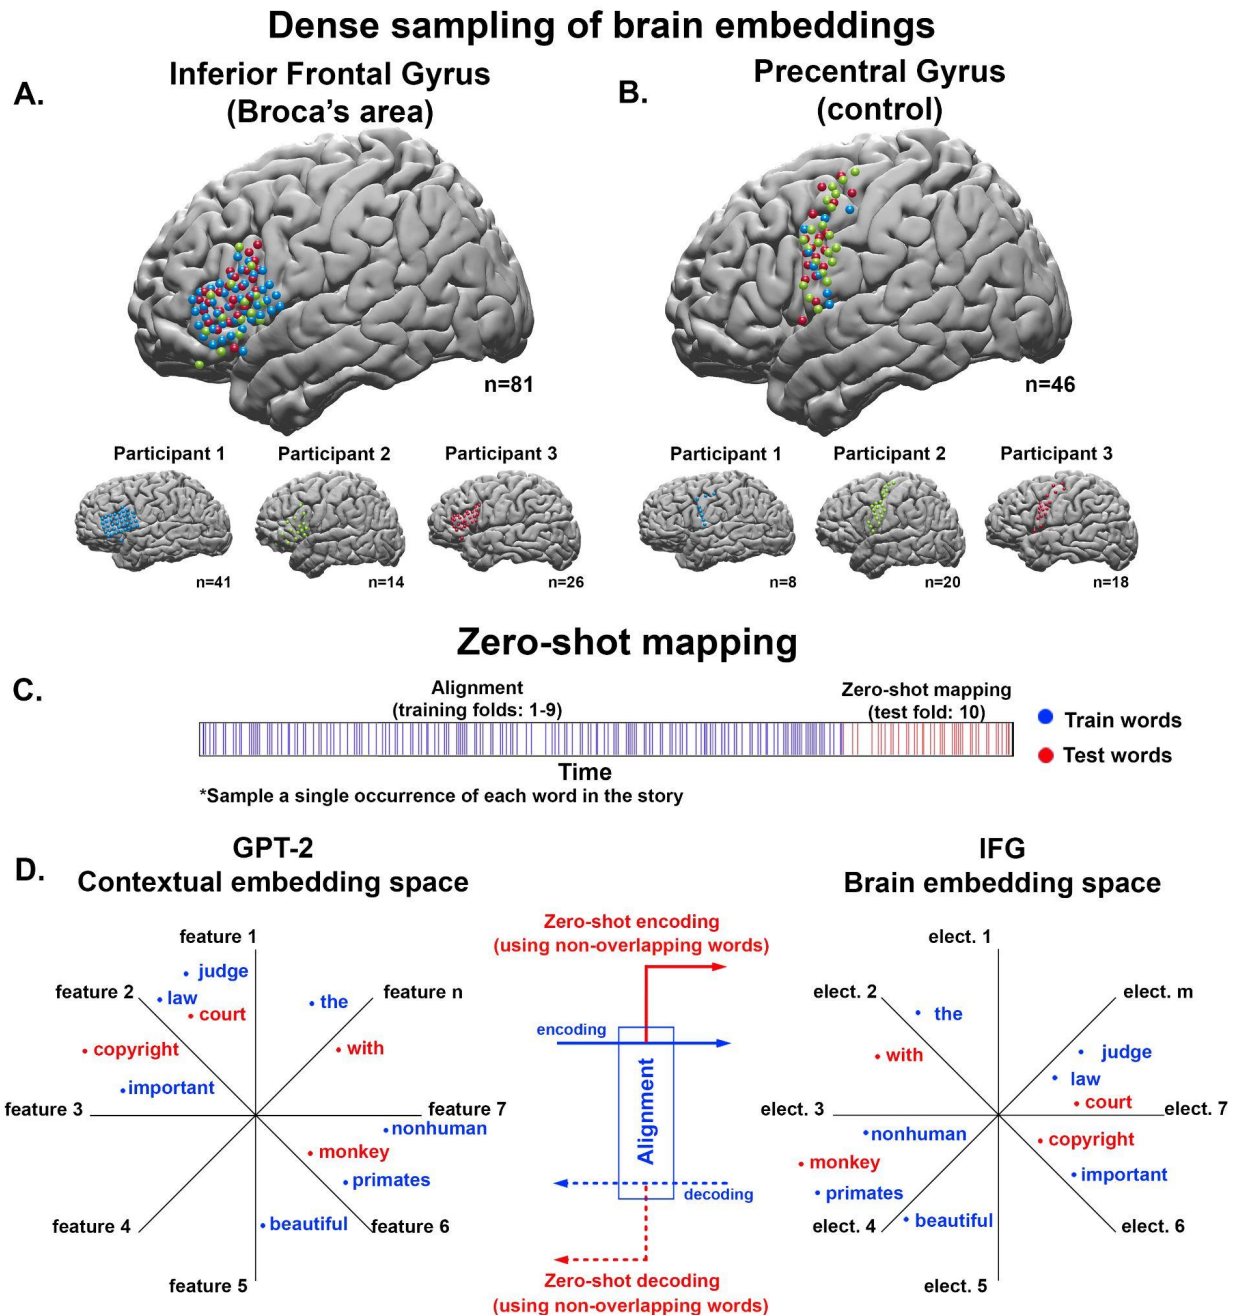 Dense sampling of brain embeddings
A.
Inferior Frontal Gyrus
(Broca's area)
n=81
Participant 1
n=41
Participant 2
n=14
Participant 3
n=26
B.
Precentral Gyrus
(control)
n=46
Participant 1
n=8
Participant 2
n=20
Participant 3
n=18
Zero-shot mapping
C.
Alignment
(training folds: 1-9)
Zero-shot mapping
(test fold: 10)
Train words
Test words
Time
*Sample a single occurrence of each word in the story
D.
GPT-2
Contextual embedding space
feature 1
judge
feature 2
law
court
the
feature n
copyright
with
important
feature 3
feature 7
nonhuman
monkey
primates
feature 4
beautiful
feature 6
feature 5
Zero-shot encoding
(using non-overlapping words)
encoding
Alignment
decoding
Zero-shot decoding
(using non-overlapping words)
IFG
Brain embedding space
elect. 1
elect. 2
elect. m
the
with
judge
law
court
elect. 3
elect. 7
nonhuman
copyright
monkey
important
primates
elect. 4
beautiful
elect. 6
elect. 5